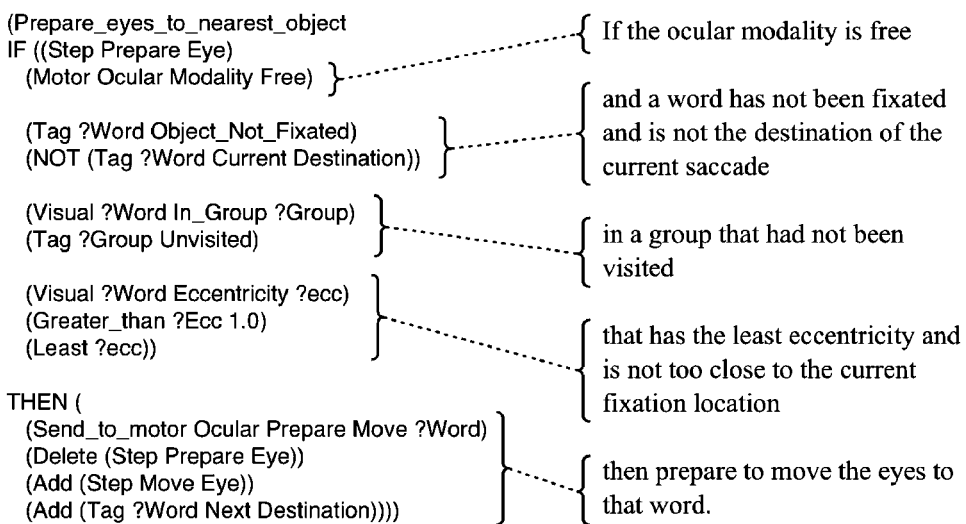 (Prepare_eyes_to_nearest_object
IF ((Step Prepare Eye)
(Motor Ocular Modality Free)
If the ocular modality is free
(Tag ?Word Object_Not_Fixated)
(NOT (Tag ?Word Current Destination))
and a word has not been fixated
and is not the destination of the
current saccade
(Visual ?Word In_Group ?Group)
(Tag ?Group Unvisited)
in a group that had not been
visited
(Visual ?Word Eccentricity ?ecc)
(Greater_than ?Ecc 1.0)
(Least ?ecc))
that has the least eccentricity and
is not too close to the current
fixation location
THEN (
(Send_to_motor Ocular Prepare Move ?Word)
(Delete (Step Prepare Eye))
(Add (Step Move Eye))
(Add (Tag ?Word Next Destination))))
then prepare to move the eyes to
that word.